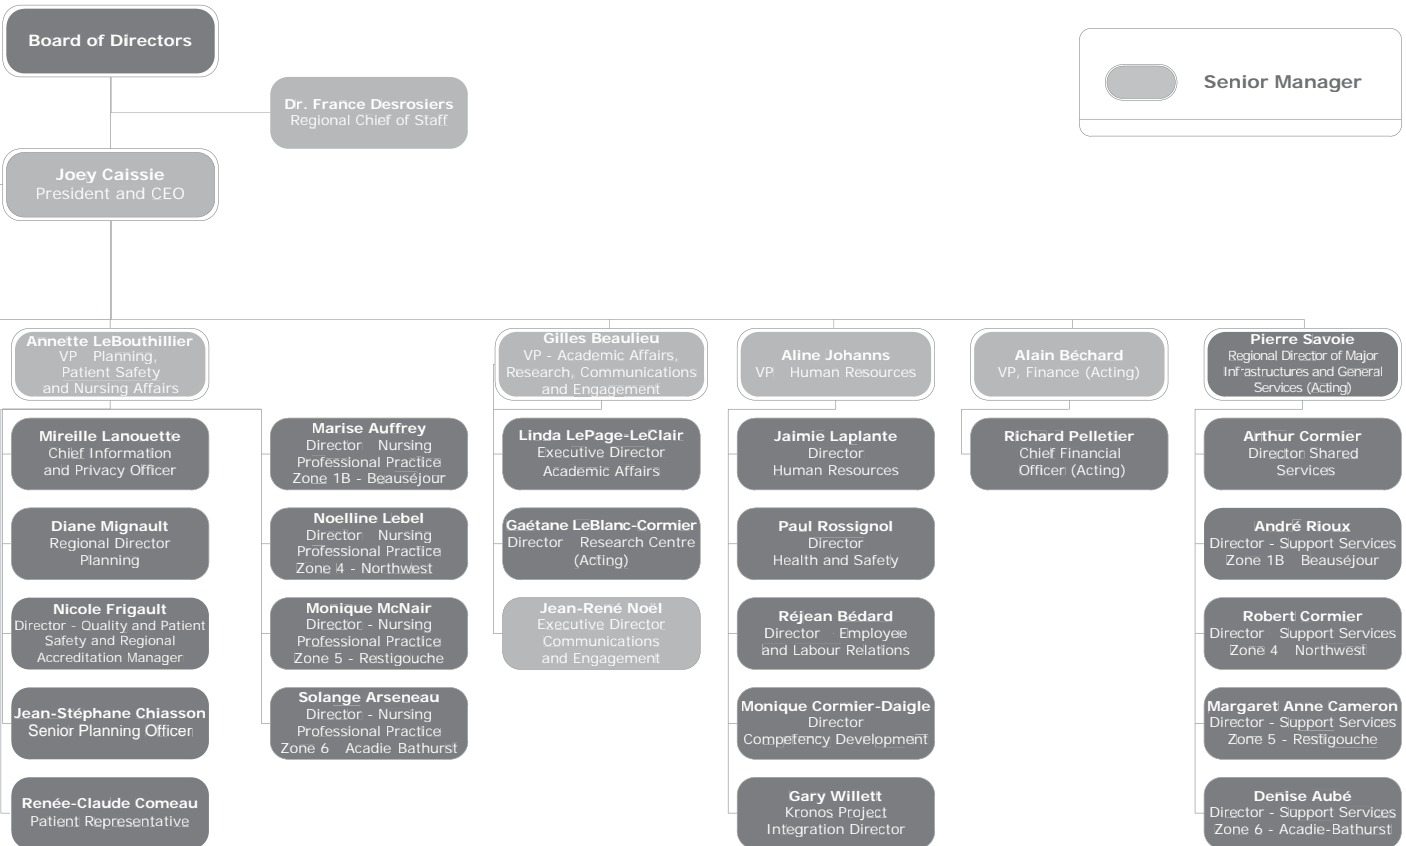 Board of Directors
Dr. France Desrosiers
Regional Chief of Staff
Senior Manager
Joey Caissie
President and CEO
Annette LeBouthillier
VP Planning,
Patient Safety
and Nursing Affairs
Gilles Beaulieu
VP - Academic Affairs,
Research, Communications
and Engagement
Aline Johanns
VP Human Resources
Alain Béchard
VP, Finance (Acting)
Pierre Savoie
Regional Director of Major
Infrastructures and General
Services (Acting)
Mireille Lanouette
Chief Information
and Privacy Officer
Marise Auffrey
Director Nursing
Professional Practice
Zone 1B - Beauséjour
Linda LePage-LeClair
Executive Director
Academic Affairs
Jaimie Laplante
Director
Human Resources
Richard Pelletier
Chief Financial
Officer (Acting)
Arthur Cormier
Director Shared
Services
Diane Mignault
Regional Director
Planning
Noelline Lebel
Director Nursing
Professional Practice
Zone 4 - Northwest
Gaétane LeBlanc-Cormier
Director Research Centre
(Acting)
Paul Rossignol
Director
Health and Safety
André Rioux
Director - Support Services
Zone 1B Beauséjour
Nicole Frigault
Director - Quality and Patient
Safety and Regional
Accreditation Manager
Monique McNair
Director - Nursing
Professional Practice
Zone 5 - Restigouche
Jean-René Noël
Executive Director
Communications
and Engagement
Réjean Bédard
Director Employee
and Labour Relations
Robert Cormier
Director Support Services
Zone 4 Northwest
Jean-Stéphane Chiasson
Senior Planning Officer
Solange Arseneau
Director - Nursing
Professional Practice
Zone 6 Acadie Bathurst
Monique Cormier-Daigle
Director
Competency Development
Margaret Anne Cameron
Director - Support Services
Zone 5 - Restigouche
Renée-Claude Comeau
Patient Representative
Gary Willett
Kronos Project
Integration Director
Denise Aubé
Director - Support Services
Zone 6 - Acadie-Bathurst